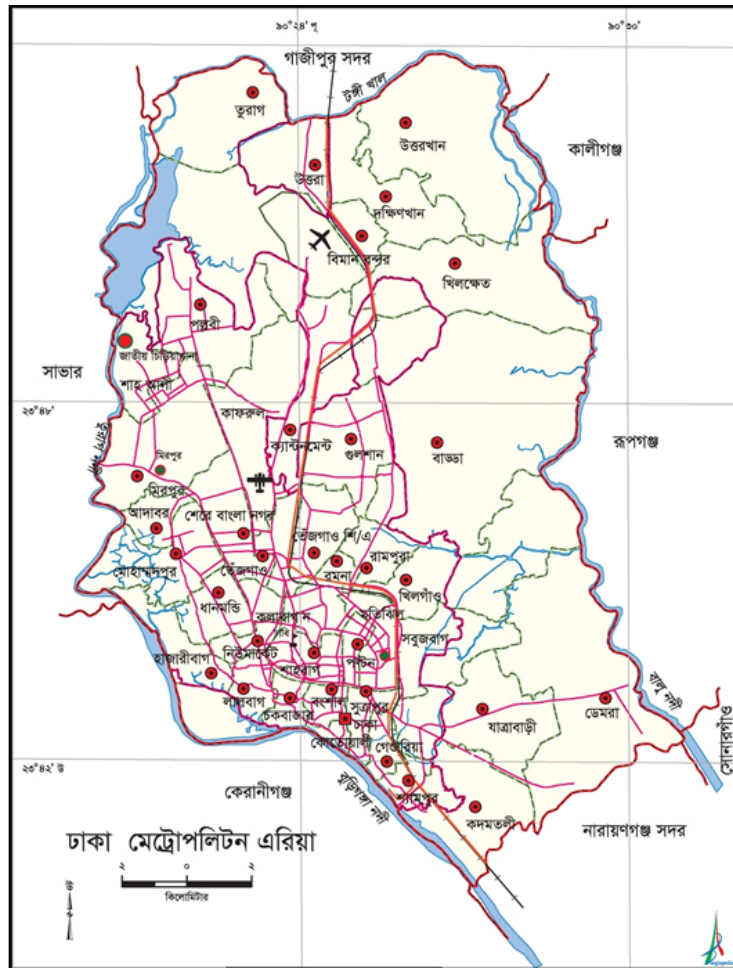 ৯০°২৪' পূ
৯০°৩০'
গাজীপুর সদর
টঙ্গী খাল
তুরাগ
উত্তরখান
কালীগঞ্জ
উত্তরা
দক্ষিণখান
বিমান বন্দর
খিলক্ষেত
পল্লবী
জাতীয় চিড়িয়াখানা
সাভার
শাহ আলী
২৩°৪৮'
কাফরুল
তুরাগ নদী
ক্যান্টনমেন্ট
গুলশান
বাড্ডা
রূপগঞ্জ
মিরপুর
মিরপুর
আদাবর
শেরে বাংলা নগর
তেঁজগাও শি/এ
মোহাম্মদপুর
তেঁজগাও
রমনা
রামপুরা
খিলগাঁও
ধানমন্ডি
কলাবাগান
মতিঝিল
ঢাবি
সবুজবাগ
হাজারীবাগ
নিউমার্কেট
শাহবাগ
পল্টন
লালবাগ
চকবাজার
বংশাল
সূত্রাপুর
ঢাকা
কোতোয়ালী
গেণ্ডারিয়া
যাত্রাবাড়ী
ডেমরা
বালু নদী
সোনারগাঁও
২৩°৪২' উ
কেরানীগঞ্জ
বুড়িগঙ্গা নদী
শ্যামপুর
কদমতলী
নারায়ণগঞ্জ সদর
ঢাকা মেট্রোপলিটন এরিয়া
২ ০ ২
কিলোমিটার